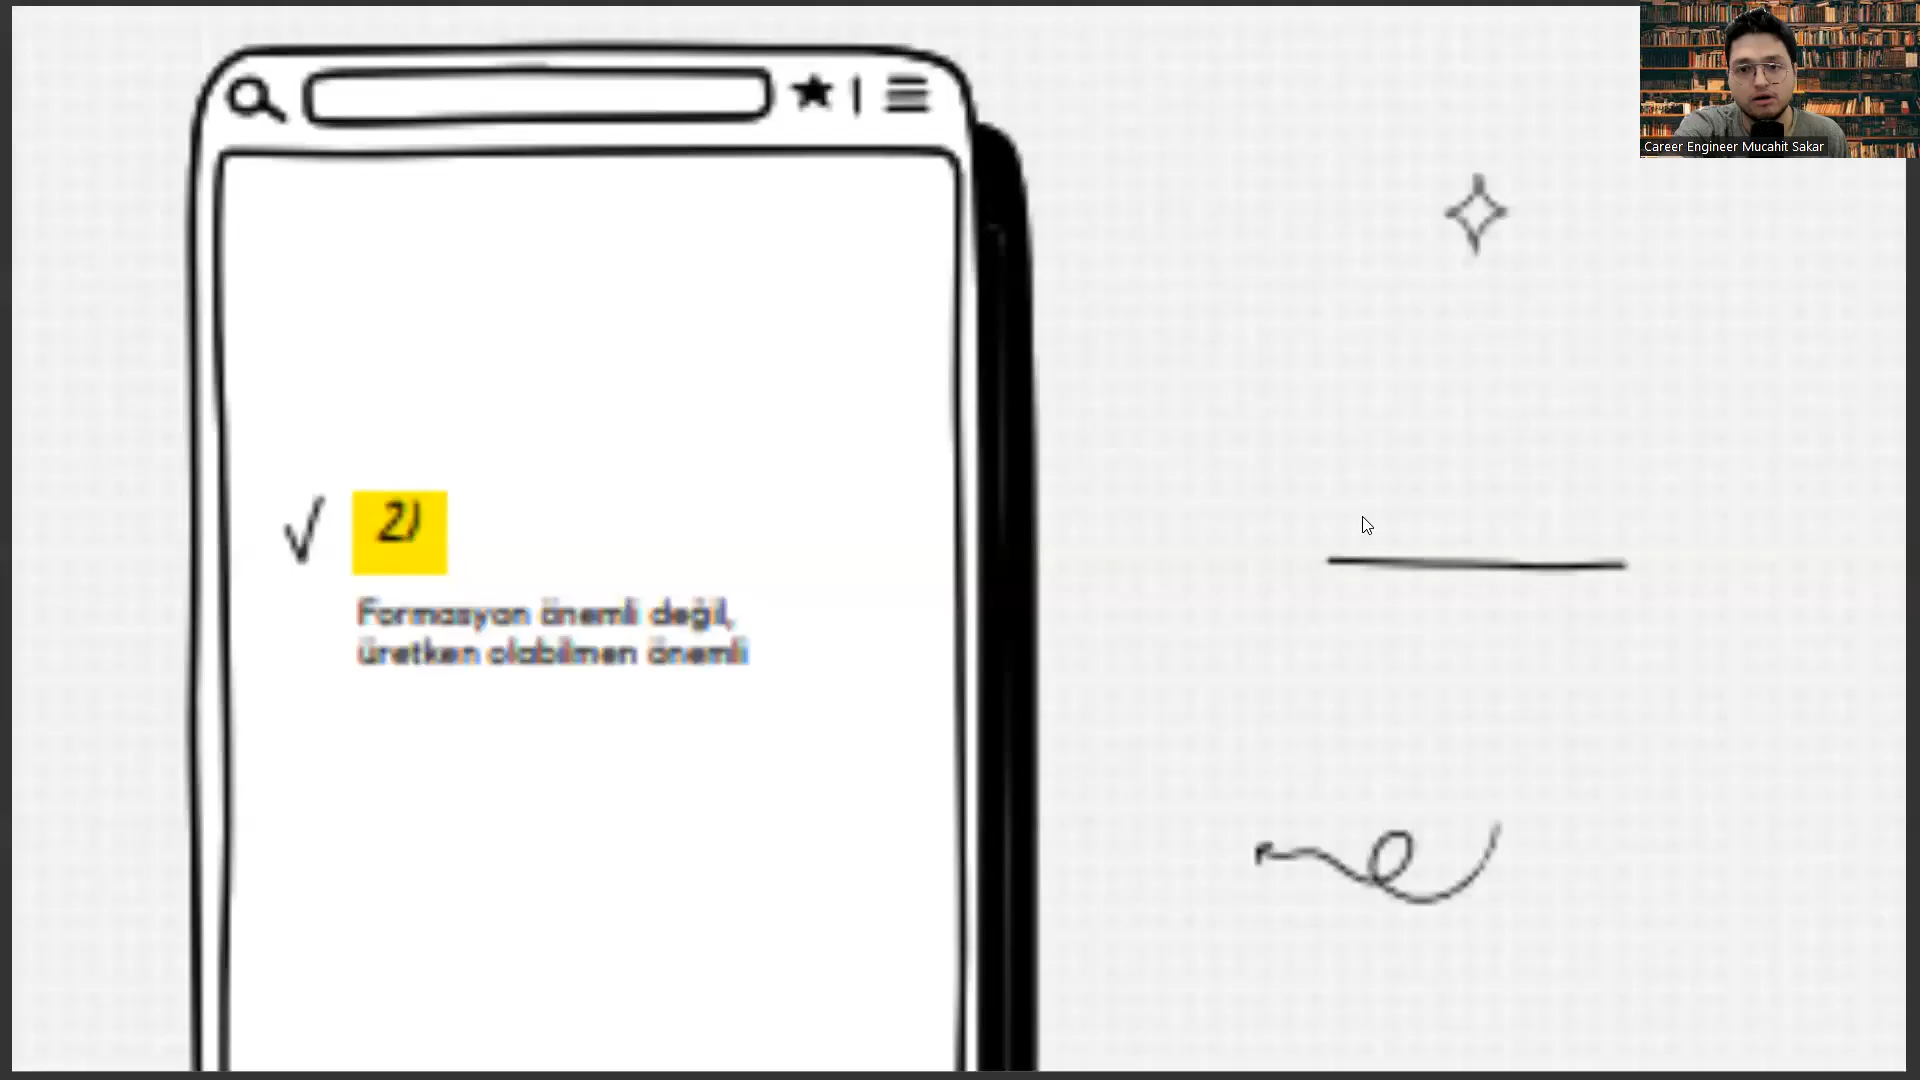 Career Engineer Mucahit Sakar
2)
Formasyon önemli değil,
üretken olabilmen önemli